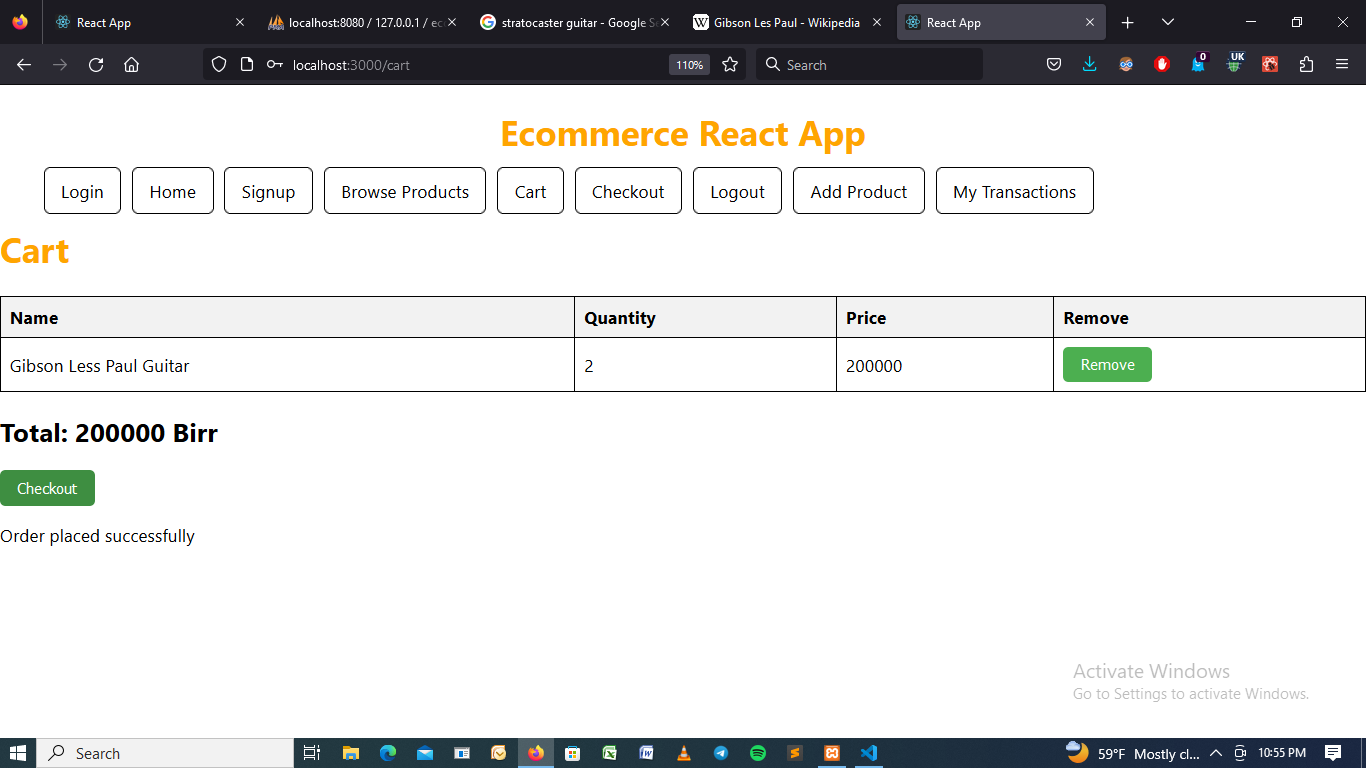 React App
localhost:8080 / 127.0.0.1 / ec
stratocaster guitar - Google Se
Gibson Les Paul - Wikipedia
React App
localhost:3000/cart
110%
Search
0
UK
Ecommerce React App
Login Home Signup Browse Products Cart Checkout Logout Add Product My Transactions
Cart
Name Quantity Price Remove
Gibson Less Paul Guitar 2 200000 Remove
Total: 200000 Birr
Checkout
Order placed successfully
Activate Windows
Go to Settings to activate Windows.
Search
59°F Mostly cl... 10:55 PM